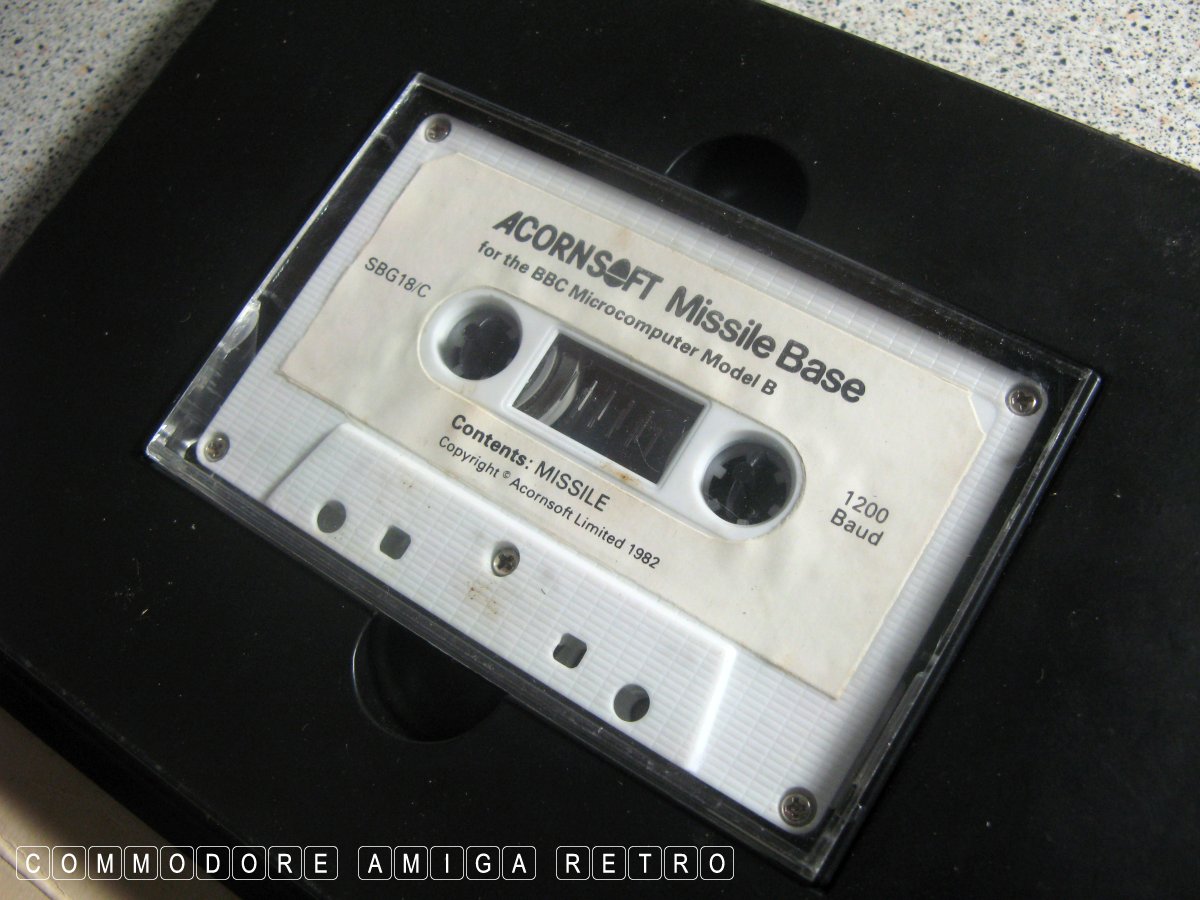 ACORNSOFT Missile Base
for the BBC Microcomputer Model B
SBG18/C
Contents: MISSILE
Copyright © Acornsoft Limited 1982
1200
Baud
COMMODORE AMIGA RETRO